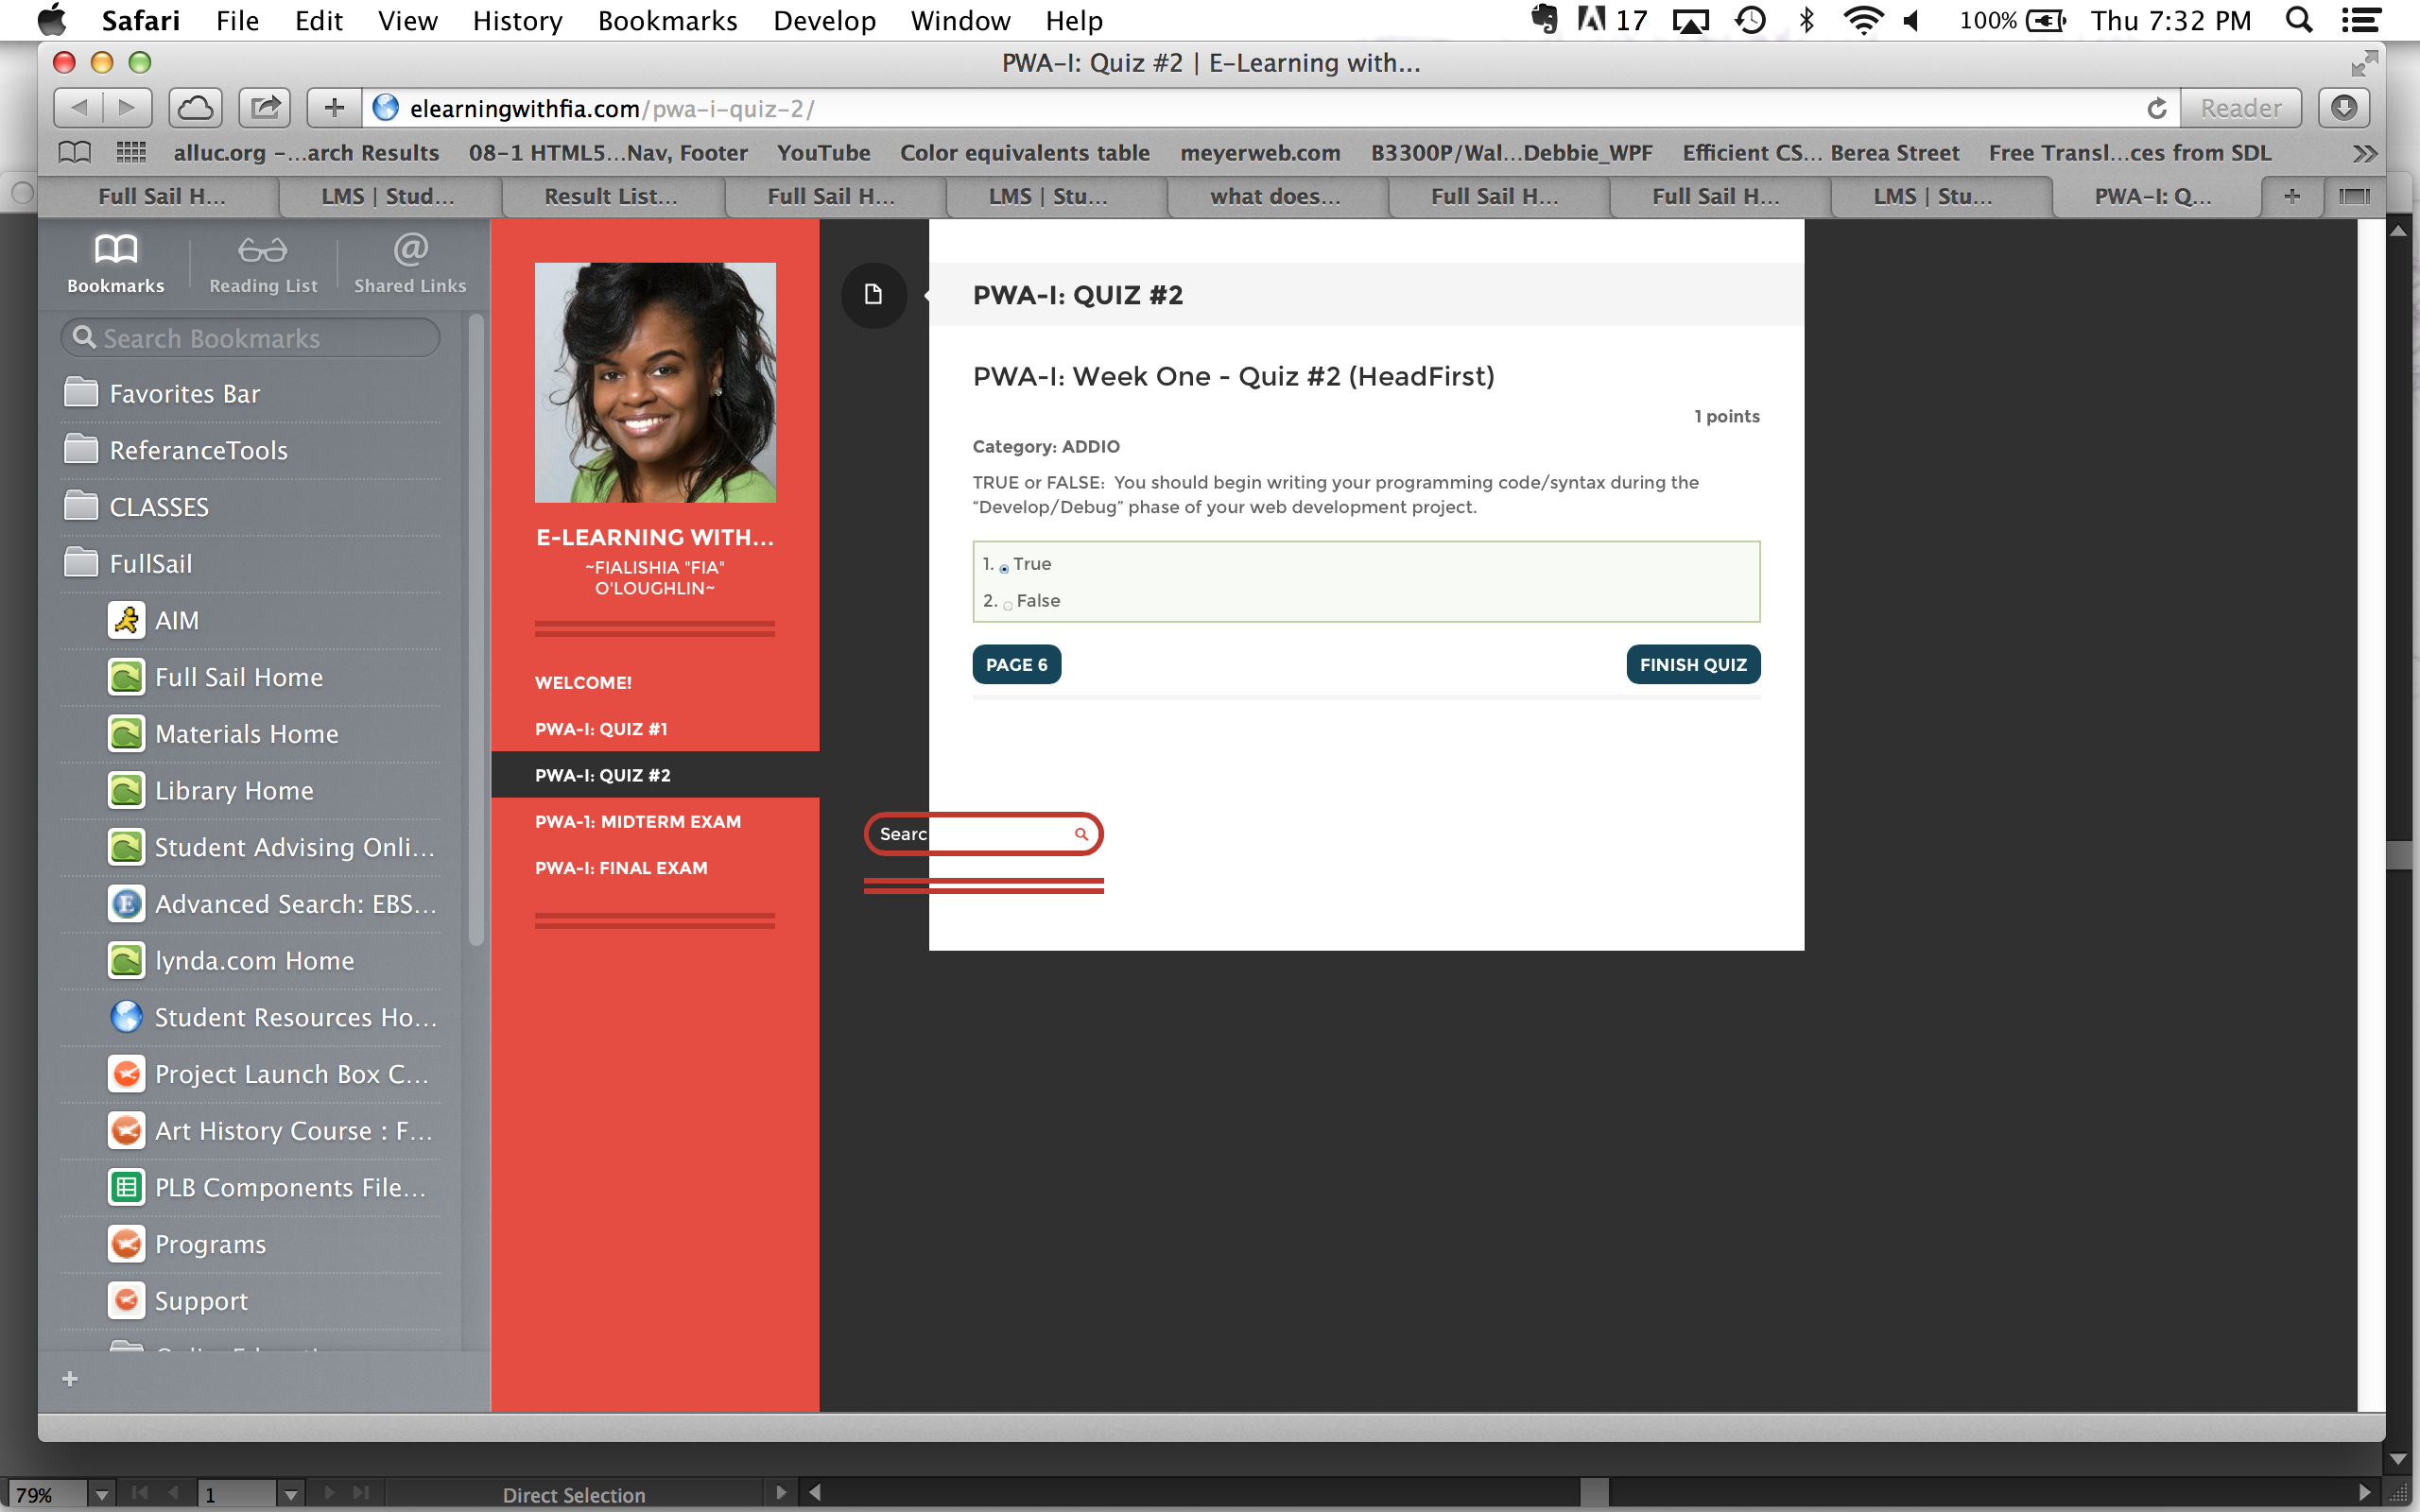 Safari File Edit View History Bookmarks Develop Window Help 17 100% Thu 7:32 PM
PWA-I: Quiz #2 | E-Learning with...
elearningwithfia.com/pwa-i-quiz-2/ Reader
alluc.org -...arch Results 08-1 HTML5...Nav, Footer YouTube Color equivalents table meyerweb.com B3300P/Wal...Debbie_WPF Efficient CS... Berea Street Free Transl...ces from SDL
Full Sail H... LMS | Stud... Result List... Full Sail H... LMS | Stu... what does... Full Sail H... Full Sail H... LMS | Stu... PWA-I: Q...
Bookmarks Reading List Shared Links
Search Bookmarks
Favorites Bar
ReferanceTools
CLASSES
FullSail
AIM
Full Sail Home
Materials Home
Library Home
Student Advising Onli...
Advanced Search: EBS...
lynda.com Home
Student Resources Ho...
Project Launch Box C...
Art History Course : F...
PLB Components File...
Programs
Support
E-LEARNING WITH...
~FIALISHIA "FIA"
O'LOUGHLIN~
WELCOME!
PWA-I: QUIZ #1
PWA-I: QUIZ #2
PWA-1: MIDTERM EXAM
PWA-I: FINAL EXAM
PWA-I: QUIZ #2
PWA-I: Week One - Quiz #2 (HeadFirst)
1 points
Category: ADDIO
TRUE or FALSE: You should begin writing your programming code/syntax during the
“Develop/Debug” phase of your web development project.
1. True
2. False
PAGE 6 FINISH QUIZ
Searc
79% 1 Direct Selection